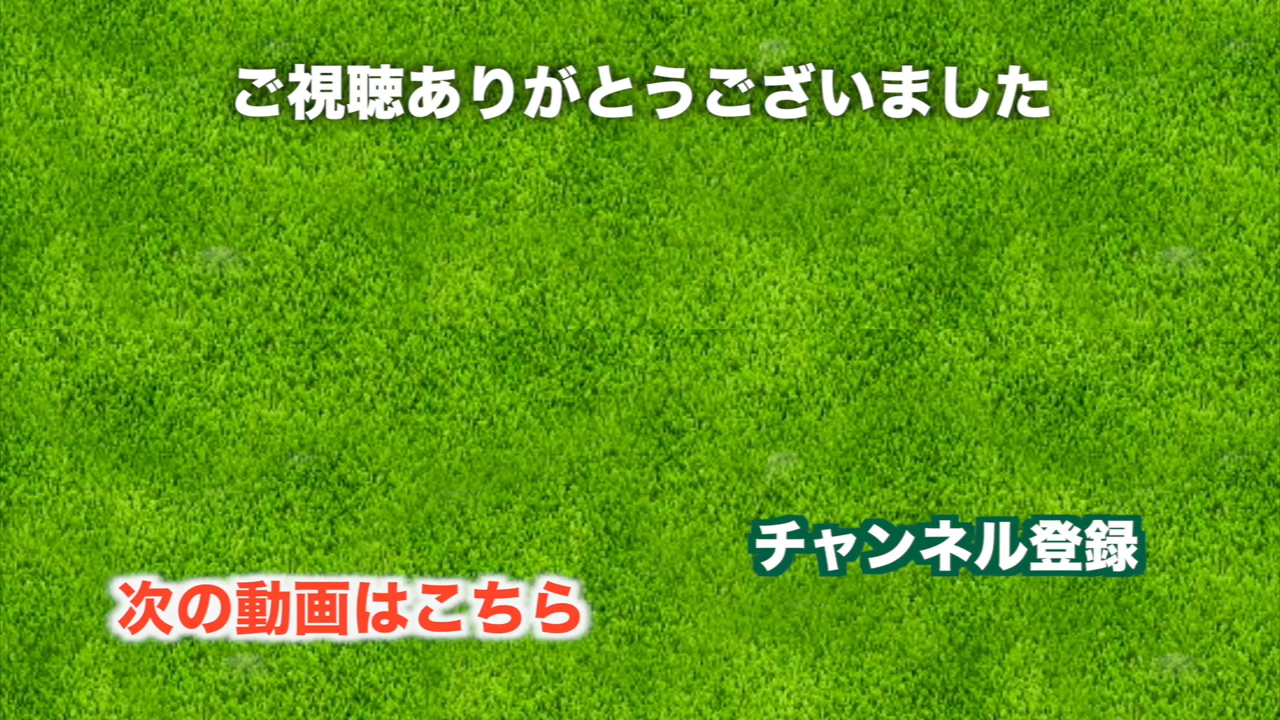 ご視聴ありがとうございました
チャンネル登録
次の動画はこちら